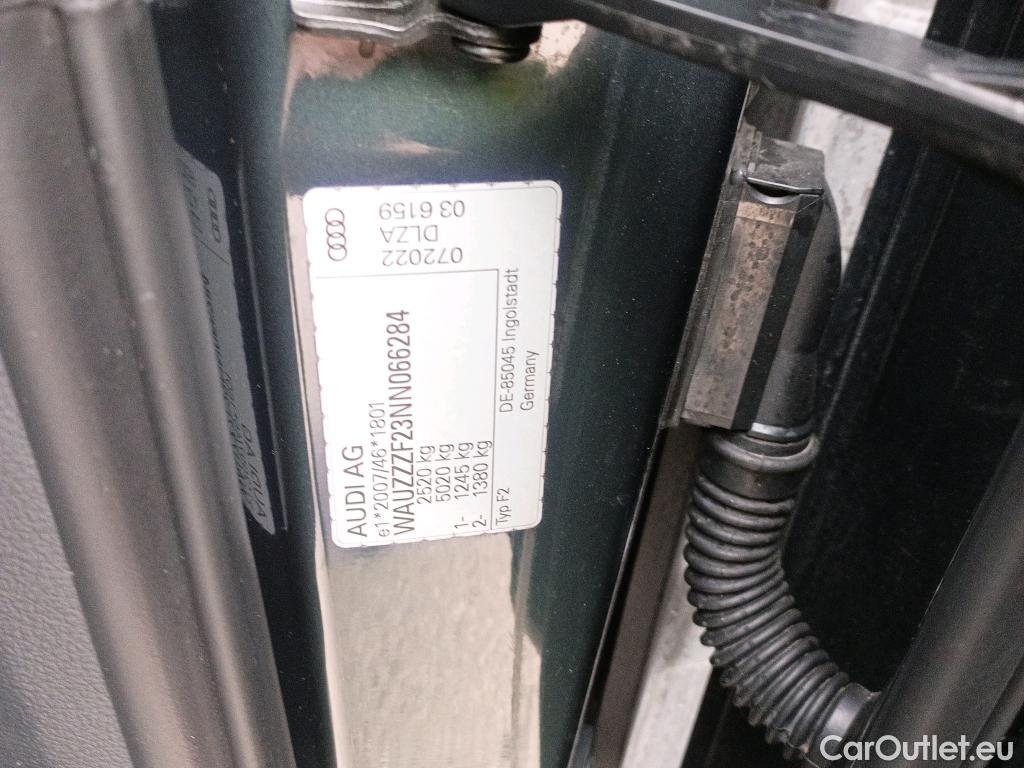 AUDI AG
e1*2007/46*1801
WAUZZZF23NN066284
2520 kg
5020 kg
1- 1245 kg
2- 1380 kg
Typ F2
DE-85045 Ingolstadt
Germany
072022
DLZA
03 6159
CarOutlet.eu